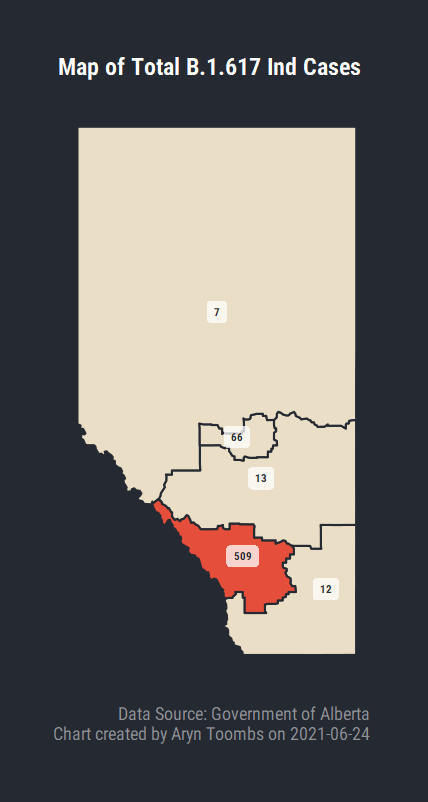 Map of Total B.1.617 Ind Cases
7
66
13
509
12
Data Source: Government of Alberta
Chart created by Aryn Toombs on 2021-06-24